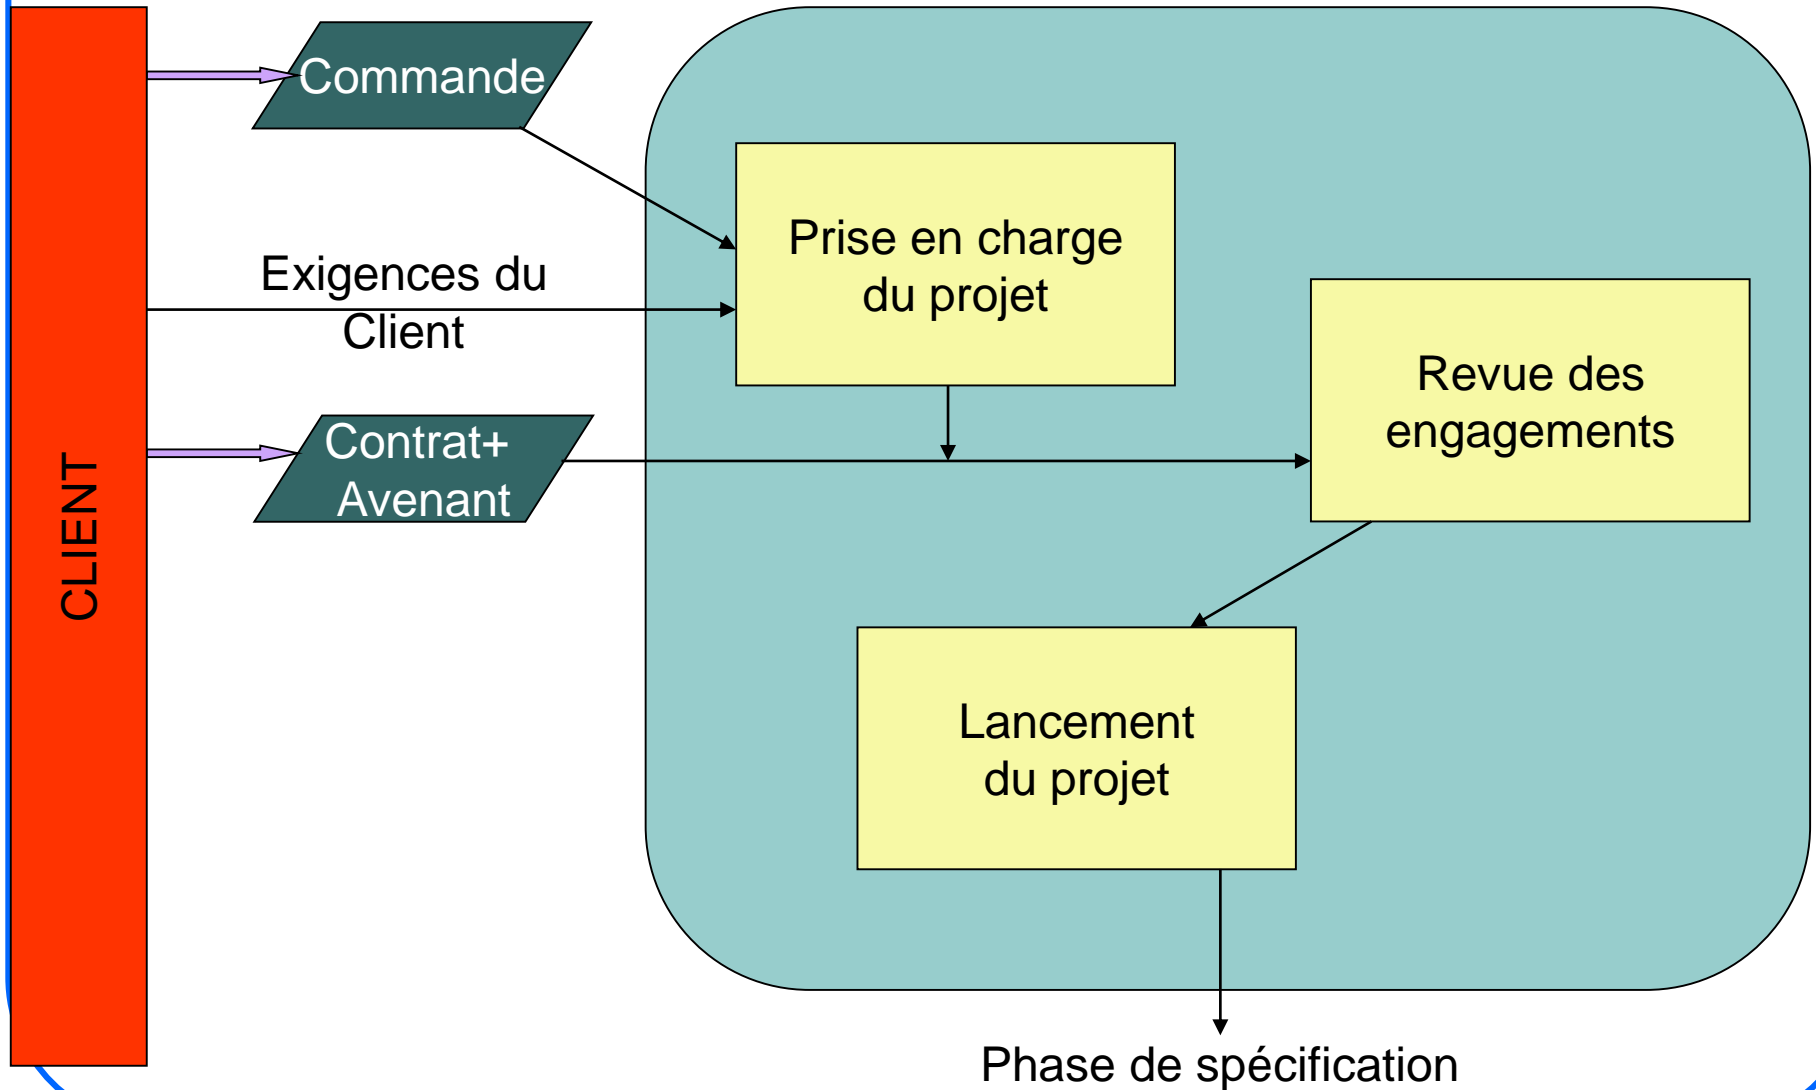 Commande
Prise en charge
du projet
Exigences du
Client
Revue des
engagements
Contrat+
Avenant
CLIENT
Lancement
du projet
Phase de spécification